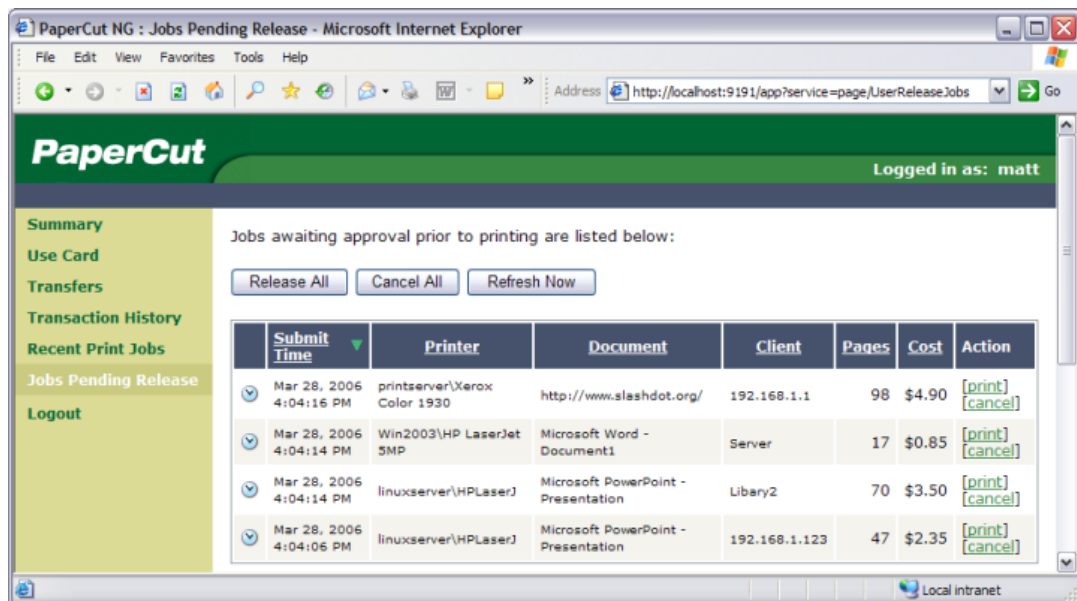 PaperCut NG : Jobs Pending Release - Microsoft Internet Explorer
File Edit View Favorites Tools Help
» Address http://localhost:9191/app?service=page/UserReleaseJobs Go
PaperCut
Logged in as: matt
Summary
Use Card
Transfers
Transaction History
Recent Print Jobs
Jobs Pending Release
Logout
Jobs awaiting approval prior to printing are listed below:
Release All Cancel All Refresh Now
Submit Time Printer Document Client Pages Cost Action
Mar 28, 2006 printserver\Xerox http://www.slashdot.org/ 192.168.1.1 98 $4.90 [print]
4:04:16 PM Color 1930 [cancel]
Mar 28, 2006 Win2003\HP LaserJet Microsoft Word - Server 17 $0.85 [print]
4:04:14 PM 5MP Document1 [cancel]
Mar 28, 2006 linuxserver\HPLaserJ Microsoft PowerPoint - Libary2 70 $3.50 [print]
4:04:14 PM Presentation [cancel]
Mar 28, 2006 linuxserver\HPLaserJ Microsoft PowerPoint - 192.168.1.123 47 $2.35 [print]
4:04:06 PM Presentation [cancel]
Local intranet